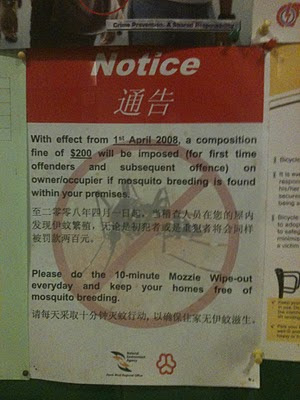 Crime Prevention. A Shared Responsibility
Notice
通告
With effect from 1st April 2008, a composition
fine of $200 will be imposed (for first time
offenders and subsequent offence) on
owner/occupier if mosquito breeding is found
within your premises.
至二零零八年四月一日起，当稽查人员在您的屋内
发现伊蚊繁殖，无论是初犯者或是重犯者将会同样
被罚款两百元。
Please do the 10-minute Mozzie Wipe-out
everyday and keep your homes free of
mosquito breeding.
请每天采取十分钟灭蚊行动，以确保住家无伊蚊滋生。
National
Environment
Agency
Bicycle